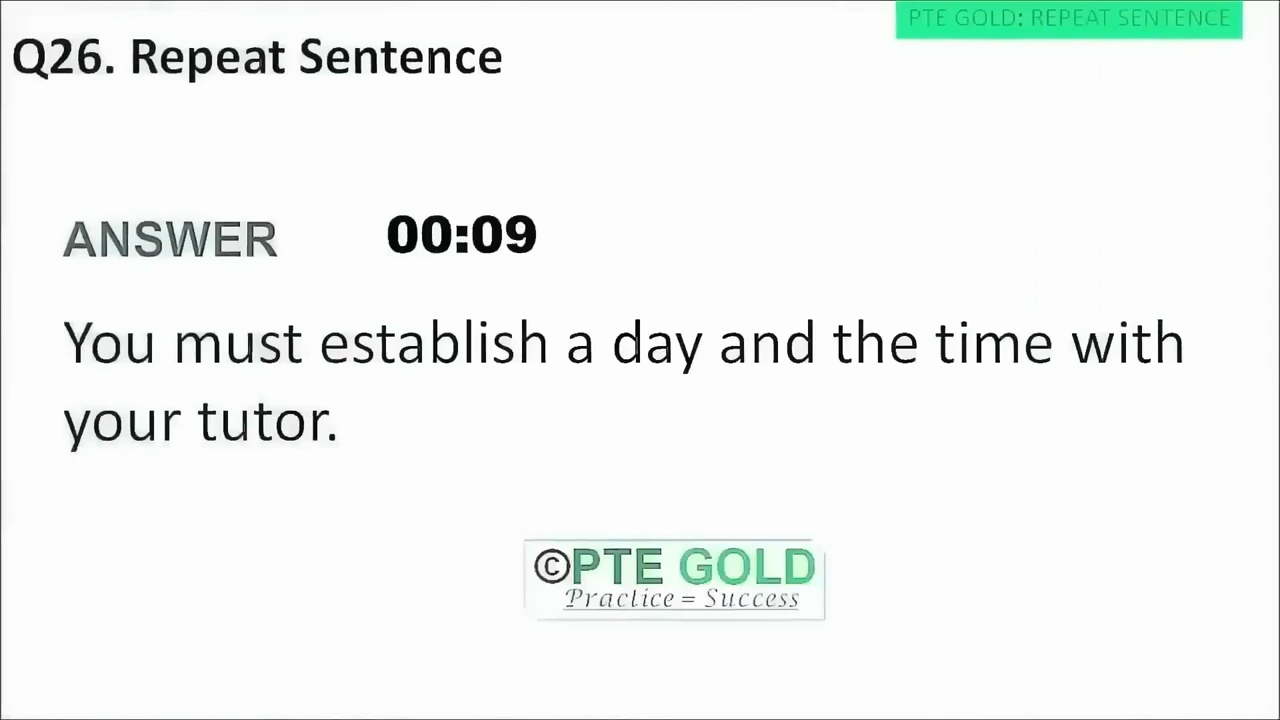 PTE GOLD: REPEAT SENTENCE
Q26. Repeat Sentence
ANSWER 00:09
You must establish a day and the time with
your tutor.
©PTE GOLD
Practice = Success